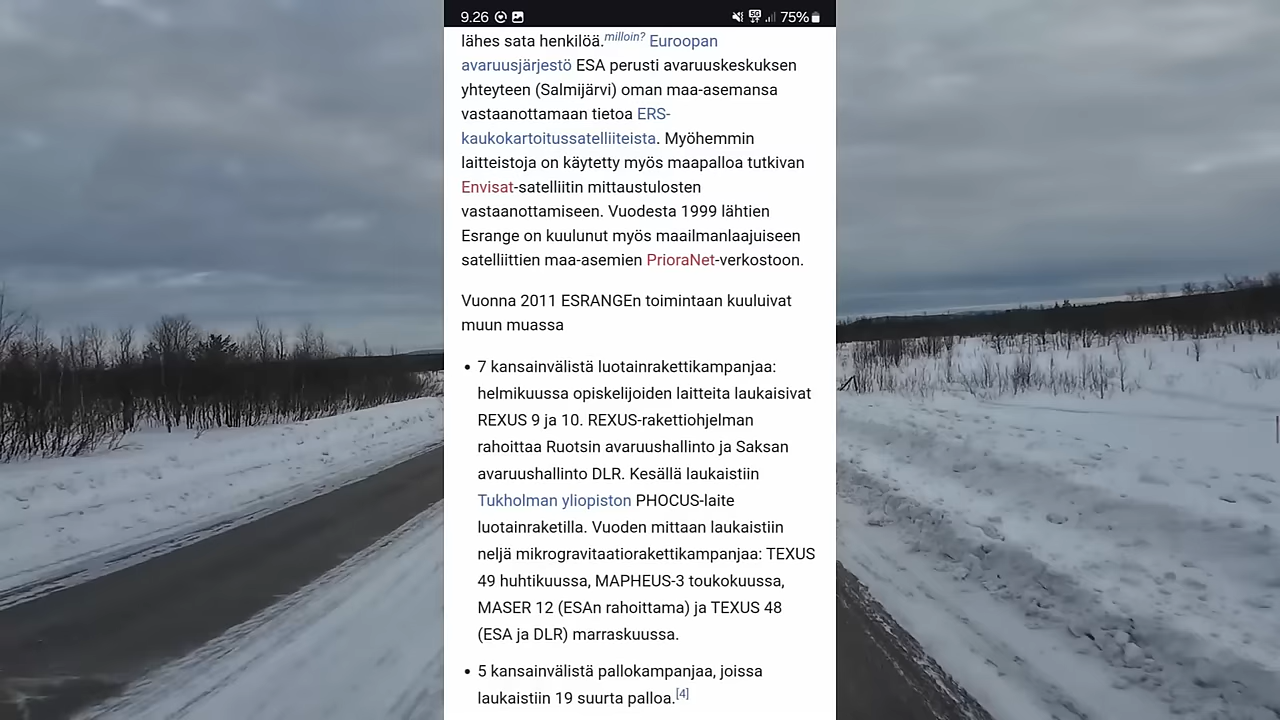 9.26
5G
75%
lähes sata henkilöä.milloin? Euroopan
avaruusjärjestö ESA perusti avaruuskeskuksen
yhteyteen (Salmijärvi) oman maa-asemansa
vastaanottamaan tietoa ERS-
kaukokartoitussatelliiteista. Myöhemmin
laitteistoja on käytetty myös maapalloa tutkivan
Envisat-satelliitin mittaustulosten
vastaanottamiseen. Vuodesta 1999 lähtien
Esrange on kuulunut myös maailmanlaajuiseen
satelliittien maa-asemien PrioraNet-verkostoon.
Vuonna 2011 ESRANGEn toimintaan kuuluivat
muun muassa
• 7 kansainvälistä luotainrakettikampanjaa:
helmikuussa opiskelijoiden laitteita laukaisivat
REXUS 9 ja 10. REXUS-rakettiohjelman
rahoittaa Ruotsin avaruushallinto ja Saksan
avaruushallinto DLR. Kesällä laukaistiin
Tukholman yliopiston PHOCUS-laite
luotainraketilla. Vuoden mittaan laukaistiin
neljä mikrogravitaatiorakettikampanjaa: TEXUS
49 huhtikuussa, MAPHEUS-3 toukokuussa,
MASER 12 (ESAn rahoittama) ja TEXUS 48
(ESA ja DLR) marraskuussa.
• 5 kansainvälistä pallokampanjaa, joissa
laukaistiin 19 suurta palloa.[4]